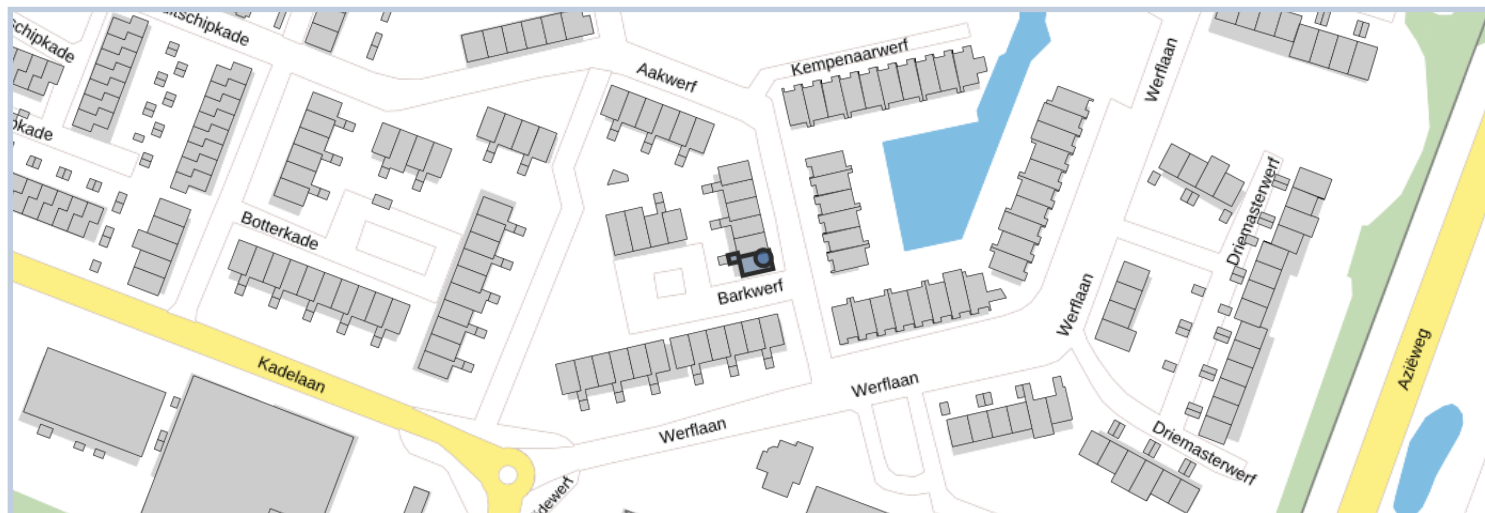 Kempenaarwerf
Werflaan
Aakwerf
Driemasterwerf
Botterkade
Barkwerf
Werflaan
Kadelaan
Aziëweg
Werflaan
Werflaan
Driemasterwerf